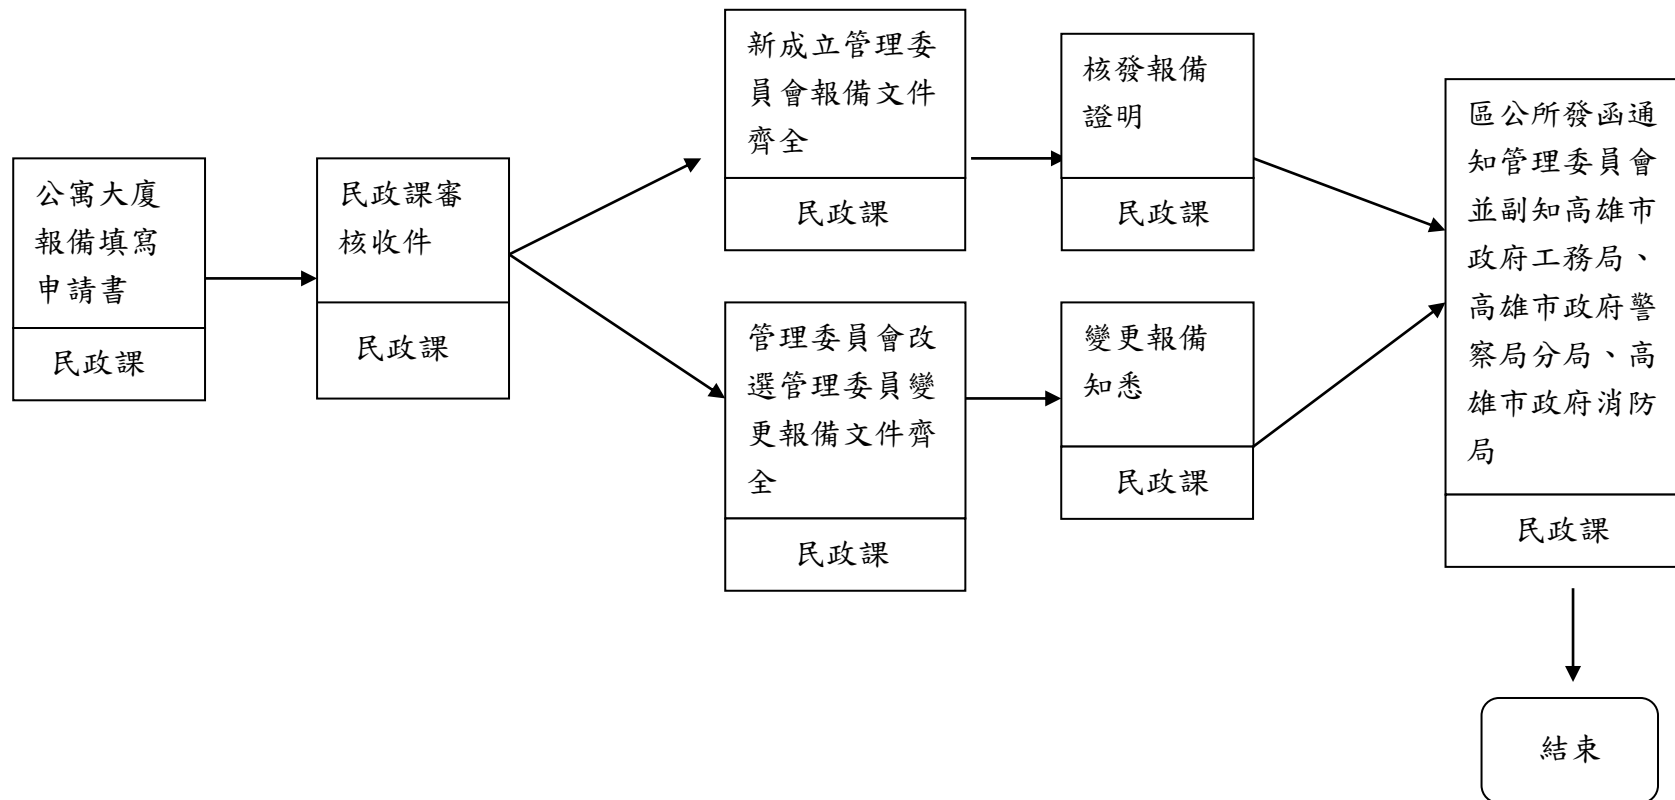 公寓大廈
報備填寫
申請書
民政課
民政課審
核收件
民政課
新成立管理委
員會報備文件
齊全
民政課
核發報備
證明
民政課
管理委員會改
選管理委員變
更報備文件齊
全
民政課
變更報備
知悉
民政課
區公所發函通
知管理委員會
並副知高雄市
政府工務局、
高雄市政府警
察局分局、高
雄市政府消防
局
民政課
結束